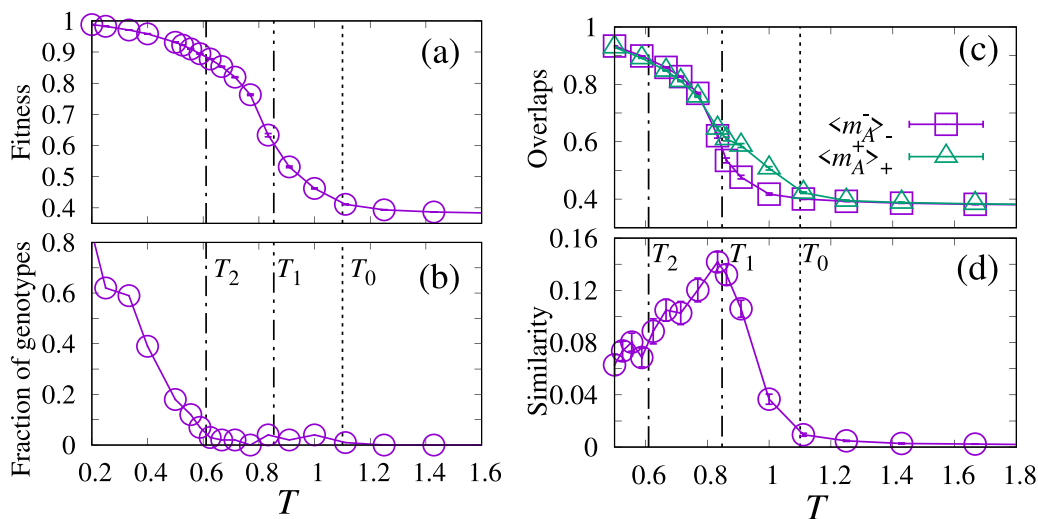 (a)
Fitness
1
0.9
0.8
0.7
0.6
0.5
0.4
(b)
Fraction of genotypes
0.8
0.6
0.4
0.2
0
T2 T1 T0
0.2 0.4 0.6 0.8 1 1.2 1.4 1.6
T
(c)
Overlaps
1
0.8
0.6
0.4
<m_A^->_-
<m_A^+>_+
(d)
Similarity
0.16
0.12
0.08
0.04
0
T2 T1 T0
0.6 0.8 1.0 1.2 1.4 1.6 1.8
T